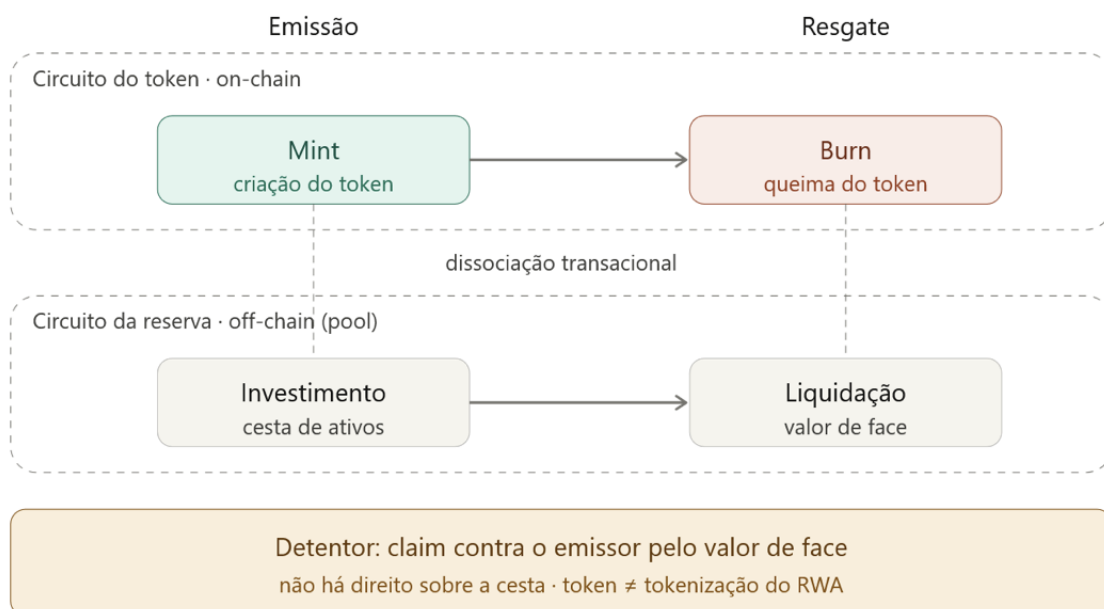 Emissão
Resgate
Circuito do token · on-chain
Mint
criação do token
Burn
queima do token
dissociação transacional
Circuito da reserva · off-chain (pool)
Investimento
cesta de ativos
Liquidação
valor de face
Detentor: claim contra o emissor pelo valor de face
não há direito sobre a cesta · token ≠ tokenização do RWA